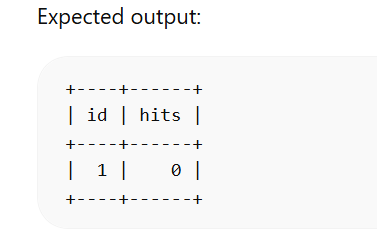 Expected output:
+----+------+
| id | hits |
+----+------+
|  1 |    0 |
+----+------+